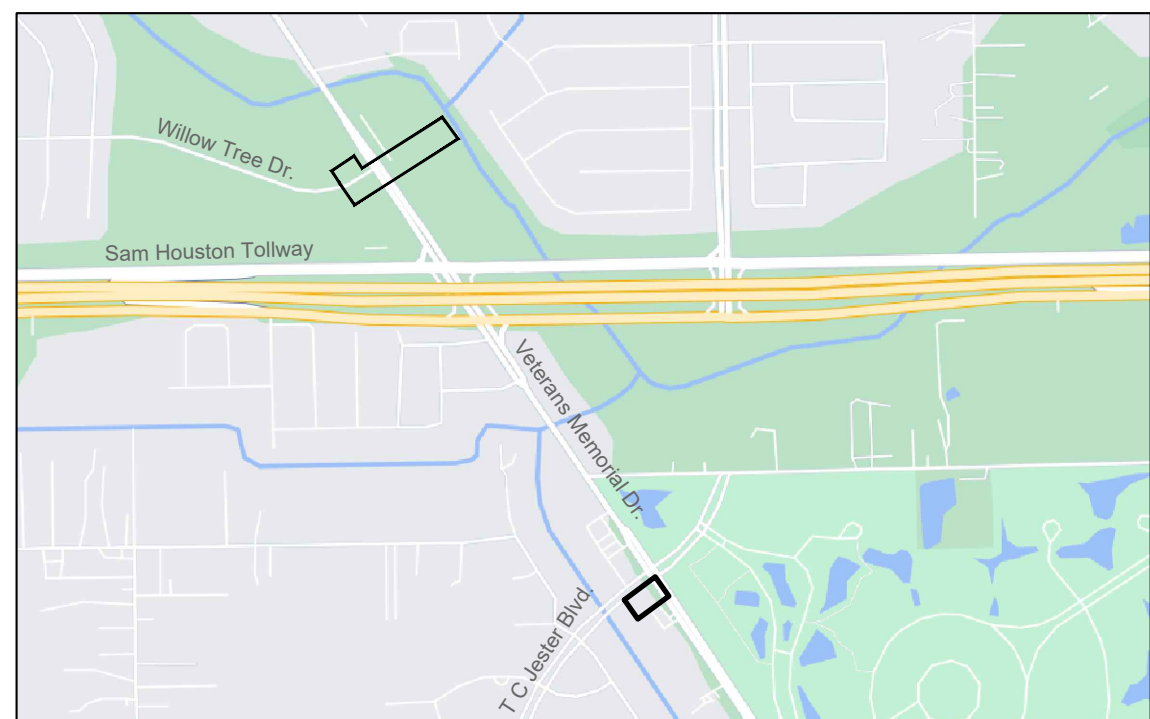 Willow Tree Dr.
Sam Houston Tollway
Veterans Memorial Dr.
T C Jester Blvd.